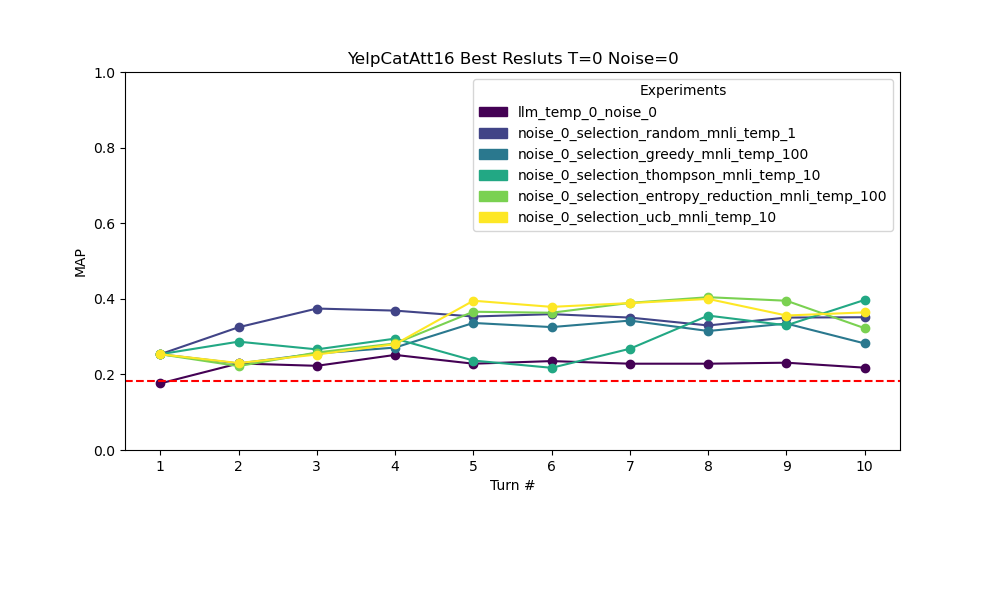 YelpCatAtt16 Best Resluts T=0 Noise=0
1.0
0.8
0.6
0.4
0.2
0.0
MAP
Experiments
llm_temp_0_noise_0
noise_0_selection_random_mnli_temp_1
noise_0_selection_greedy_mnli_temp_100
noise_0_selection_thompson_mnli_temp_10
noise_0_selection_entropy_reduction_mnli_temp_100
noise_0_selection_ucb_mnli_temp_10
1 2 3 4 5 6 7 8 9 10
Turn #